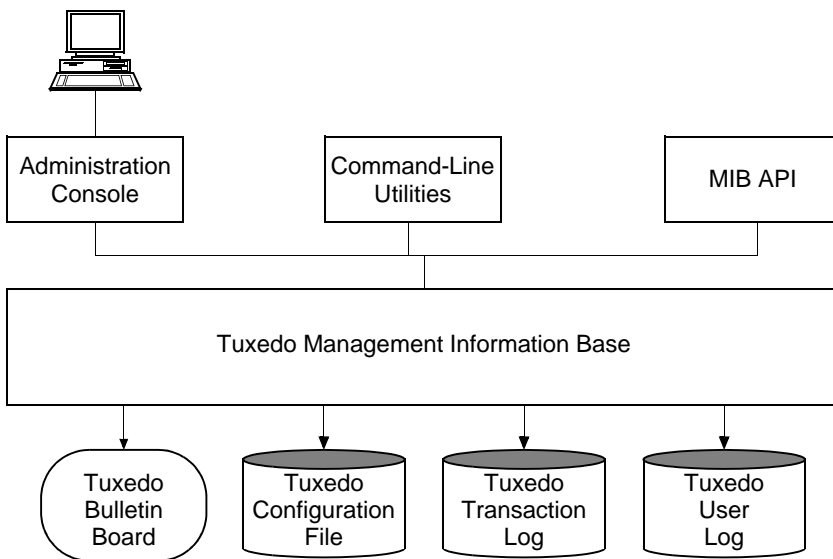 Administration
Console
Command-Line
Utilities
MIB API
Tuxedo Management Information Base
Tuxedo
Bulletin
Board
Tuxedo
Configuration
File
Tuxedo
Transaction
Log
Tuxedo
User
Log